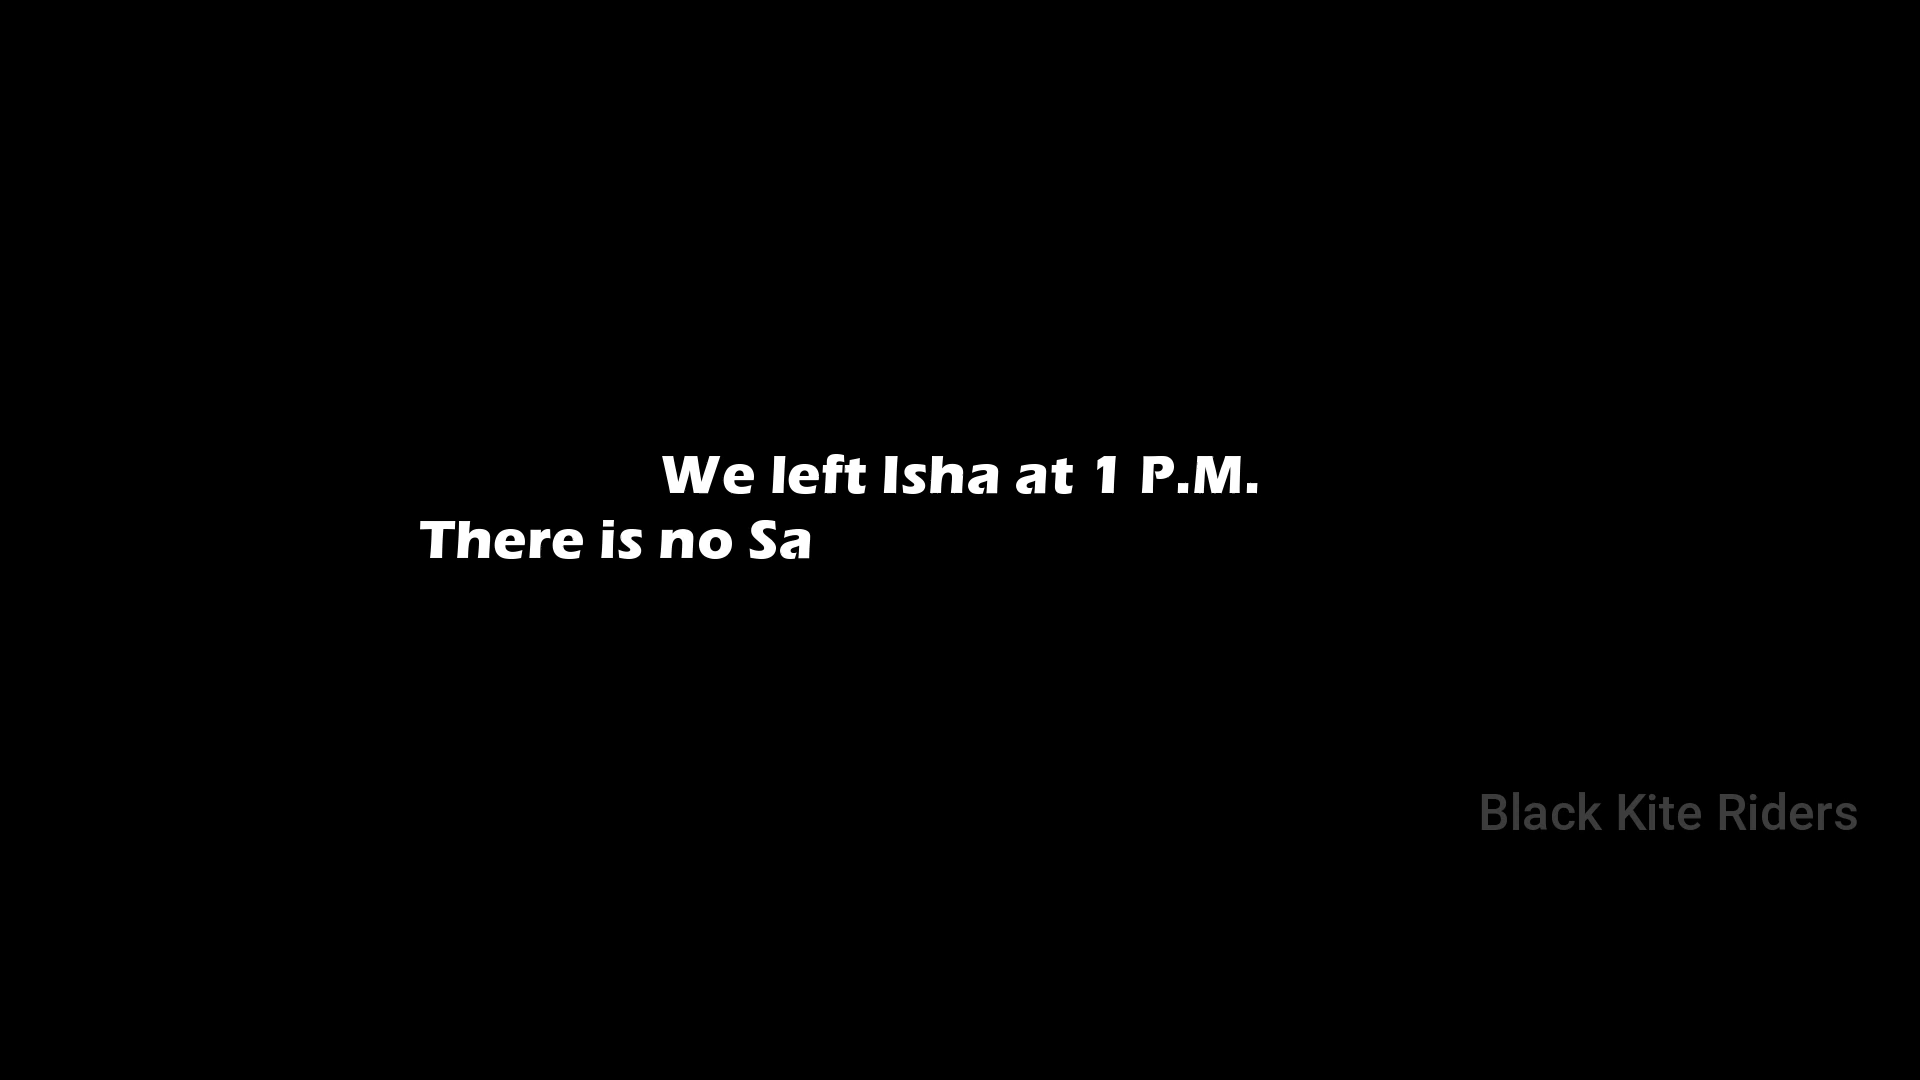 We left Isha at 1 P.M.
There is no Sa
Black Kite Riders